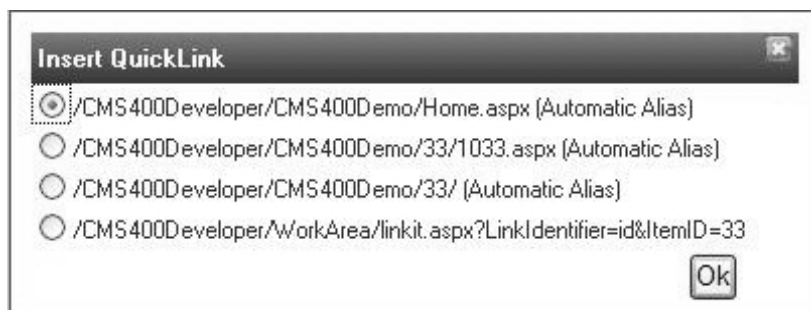 Insert QuickLink
/CMS400Developer/CMS400Demo/Home.aspx (Automatic Alias)
/CMS400Developer/CMS400Demo/33/1033.aspx (Automatic Alias)
/CMS400Developer/CMS400Demo/33/ (Automatic Alias)
/CMS400Developer/WorkArea/linkit.aspx?LinkIdentifier=id&ItemID=33
Ok